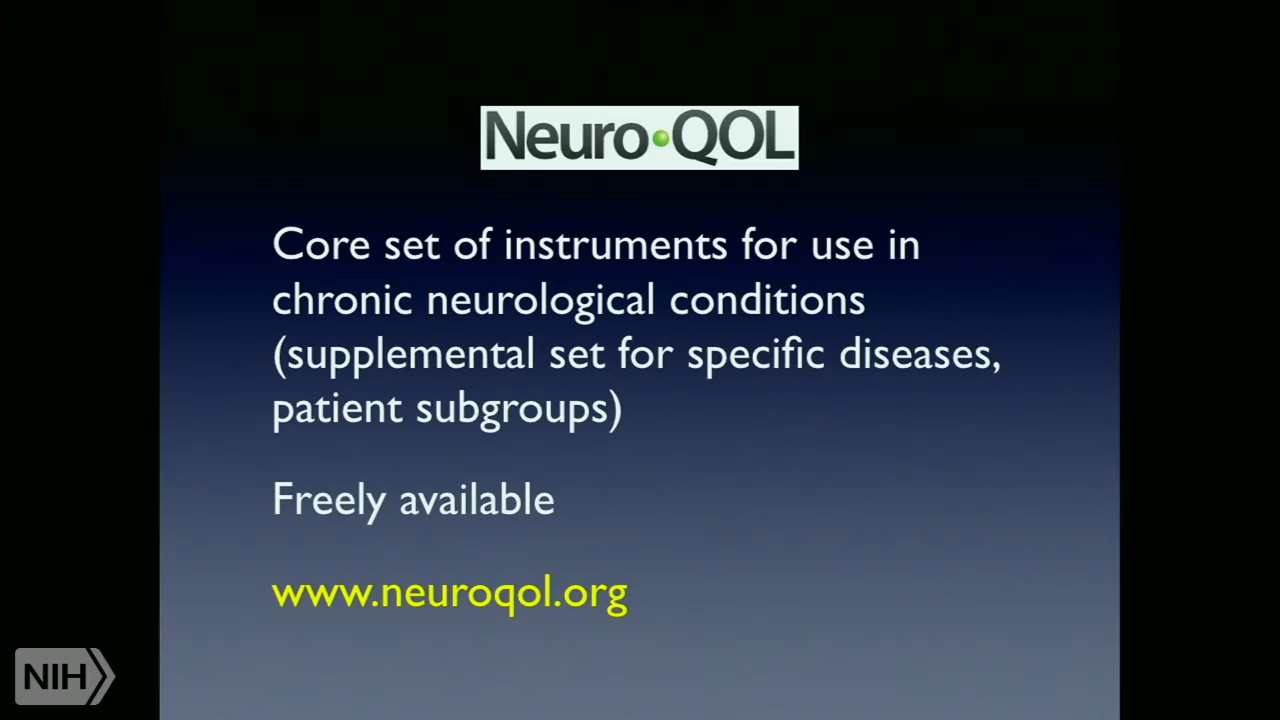 Neuro•QOL
Core set of instruments for use in
chronic neurological conditions
(supplemental set for specific diseases,
patient subgroups)
Freely available
www.neuroqol.org
NIH